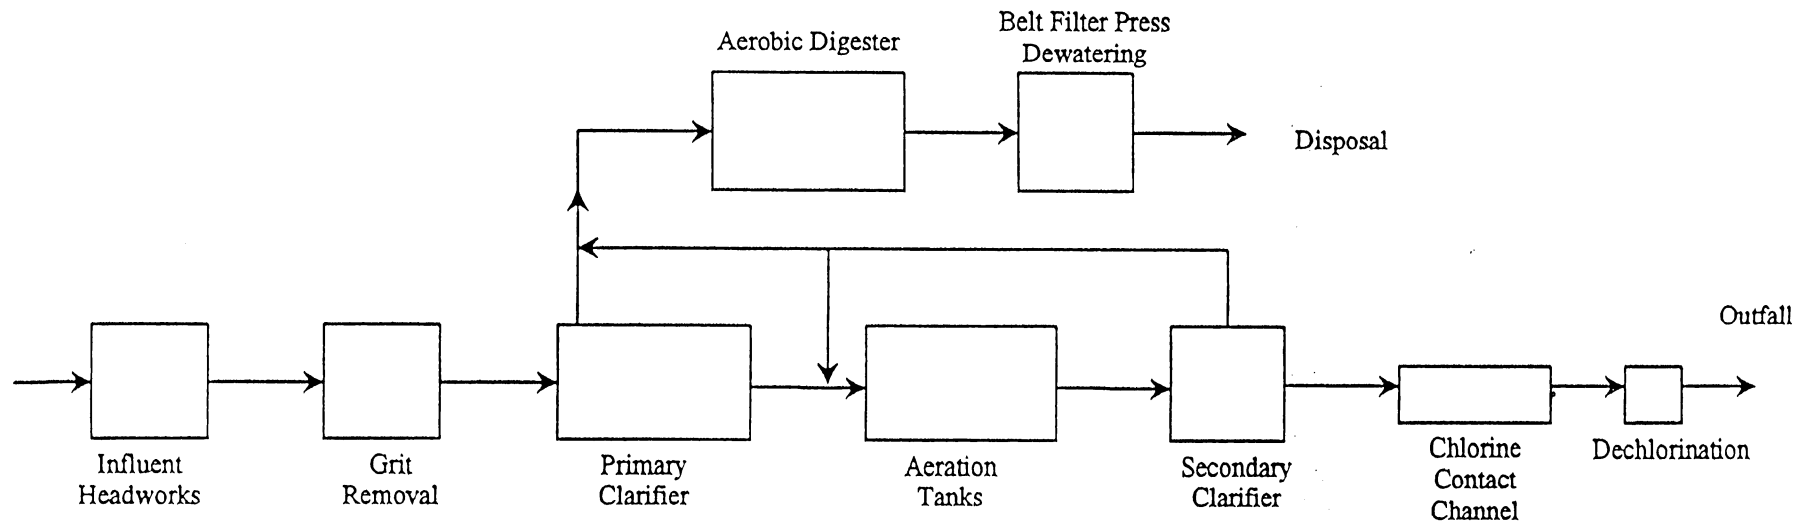 Aerobic Digester
Belt Filter Press
Dewatering
Disposal
Outfall
Influent
Headworks
Grit
Removal
Primary
Clarifier
Aeration
Tanks
Secondary
Clarifier
Chlorine
Contact
Channel
Dechlorination